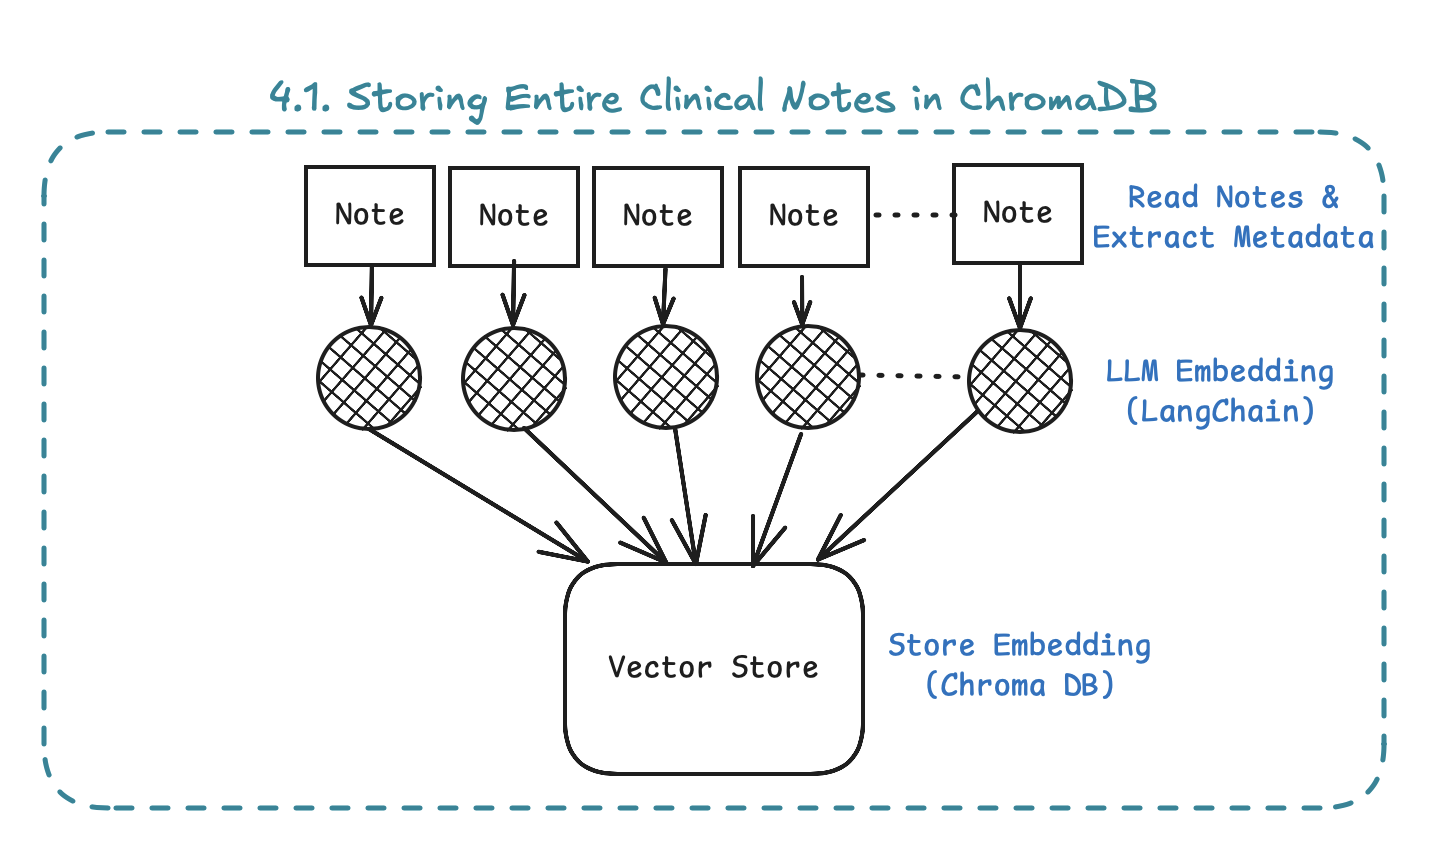 4.1. Storing Entire Clinical Notes in ChromaDB
Note
Note
Note
Note
Note
Read Notes &
Extract Metadata
LLM Embedding
(LangChain)
Vector Store
Store Embedding
(Chroma DB)